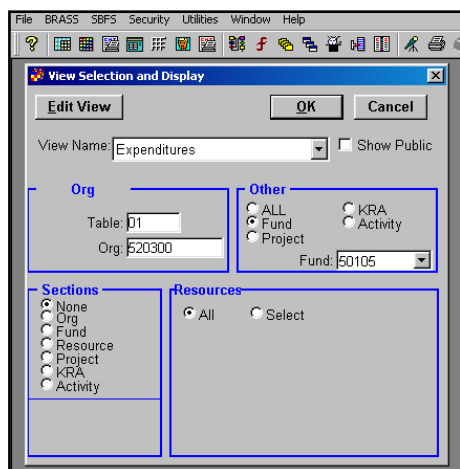 File BRASS SBFS Security Utilities Window Help
View Selection and Display
Edit View OK Cancel
View Name: Expenditures Show Public
Org
Table: 01
Org: 520300
Other
ALL KRA
Fund Activity
Project
Fund: 50105
Sections
None
Org
Fund
Resource
Project
KRA
Activity
Resources
All Select